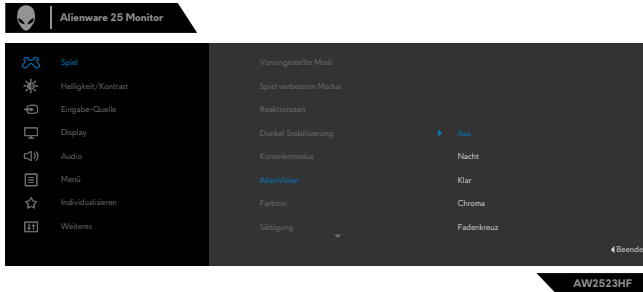 Alienware 25 Monitor
Spiel
Helligkeit/Kontrast
Eingabe-Quelle
Display
Audio
Menü
Individualisieren
Weiteres
Voreingestellte Modi
Spiel verbessern Modus
Reaktionszeit
Dunkel Stabilisierung
Konsolenmodus
AlienVision
Farbton
Sättigung
Aus
Nacht
Klar
Chroma
Fadenkreuz
Beende
AW2523HF